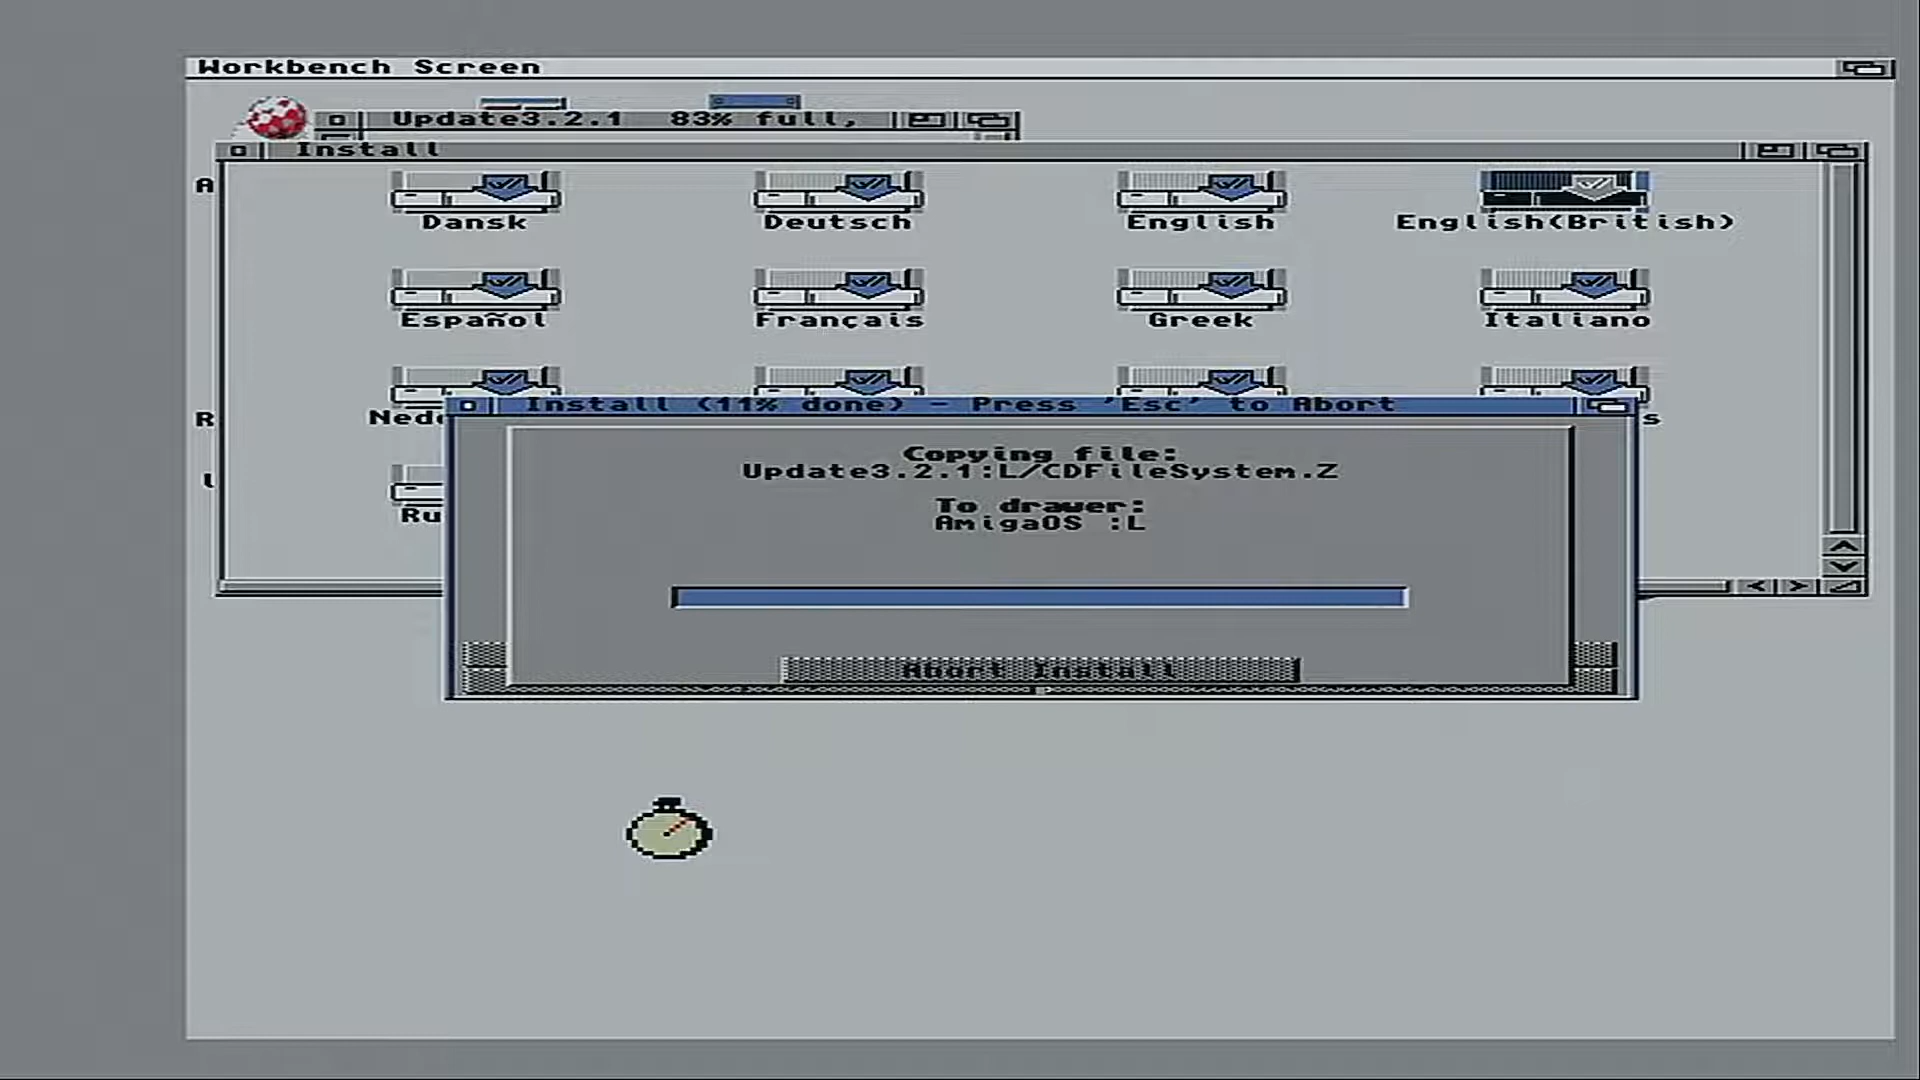 Workbench Screen
Update3.2.1 83% full,
Install
A
Dansk
Deutsch
English
English(British)
Español
Français
Greek
Italiano
R
Install (11% done) - Press 'Esc' to Abort
Copying file:
Update3.2.1:L/CDFileSystem.Z
To drawer:
AmigaOS :L
Abort Install